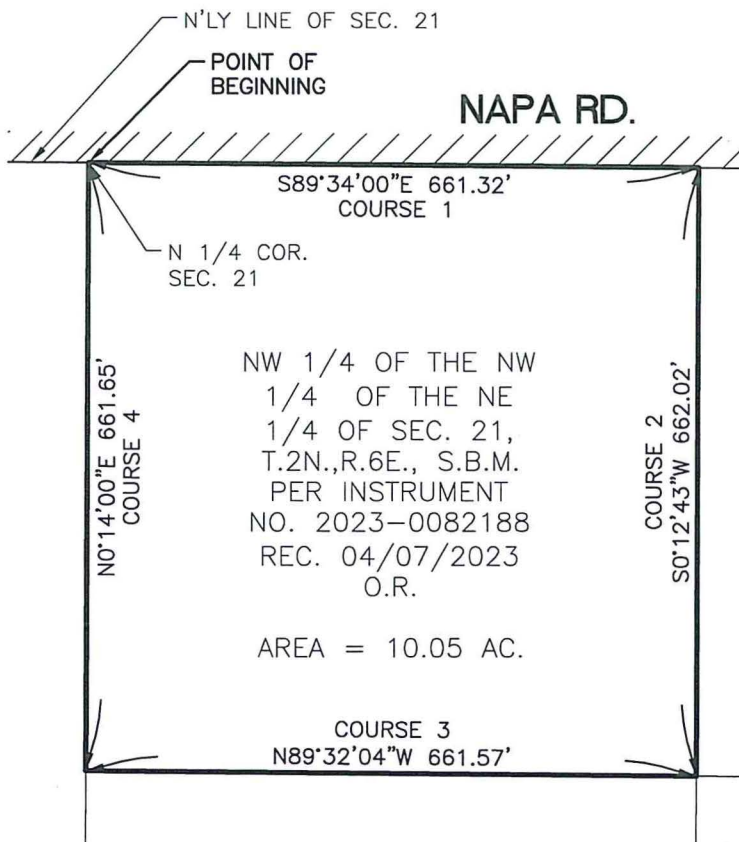 N'LY LINE OF SEC. 21
POINT OF
BEGINNING
NAPA RD.
S89°34'00"E 661.32'
COURSE 1
N 1/4 COR.
SEC. 21
NW 1/4 OF THE NW
1/4 OF THE NE
1/4 OF SEC. 21,
T.2N.,R.6E., S.B.M.
PER INSTRUMENT
NO. 2023-0082188
REC. 04/07/2023
O.R.
AREA = 10.05 AC.
N0°14'00"E 661.65'
COURSE 4
COURSE 2
S0°12'43"W 662.02'
COURSE 3
N89°32'04"W 661.57'